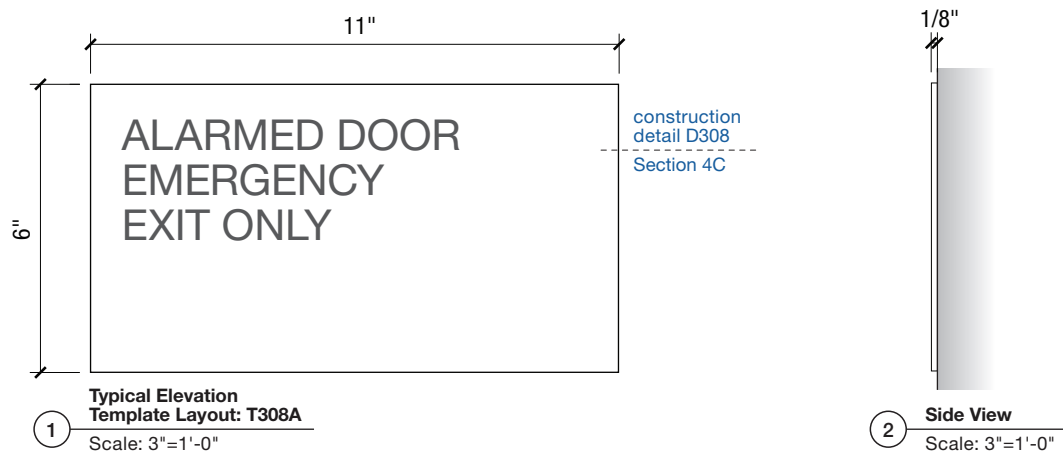 11"
1/8"
6"
ALARMED DOOR
EMERGENCY
EXIT ONLY
construction
detail D308
Section 4C
1
Typical Elevation
Template Layout: T308A
Scale: 3"=1'-0"
2
Side View
Scale: 3"=1'-0"